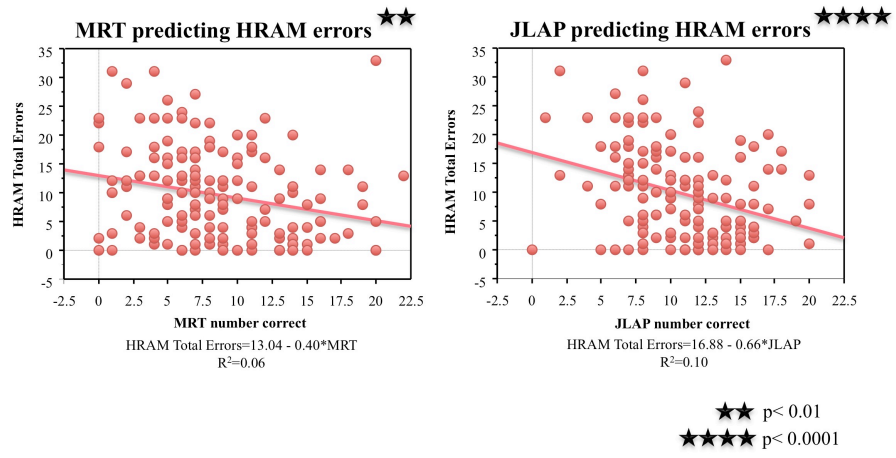 MRT predicting HRAM errors ★★
HRAM Total Errors
35
30
25
20
15
10
5
0
-5
-2.5 0 2.5 5 7.5 10 12.5 15 17.5 20 22.5
MRT number correct
HRAM Total Errors=13.04 - 0.40*MRT
R²=0.06
JLAP predicting HRAM errors ★★★★
HRAM Total Errors
35
30
25
20
15
10
5
0
-5
-2.5 0 2.5 5 7.5 10 12.5 15 17.5 20 22.5
JLAP number correct
HRAM Total Errors=16.88 - 0.66*JLAP
R²=0.10
★★ p< 0.01
★★★★ p< 0.0001